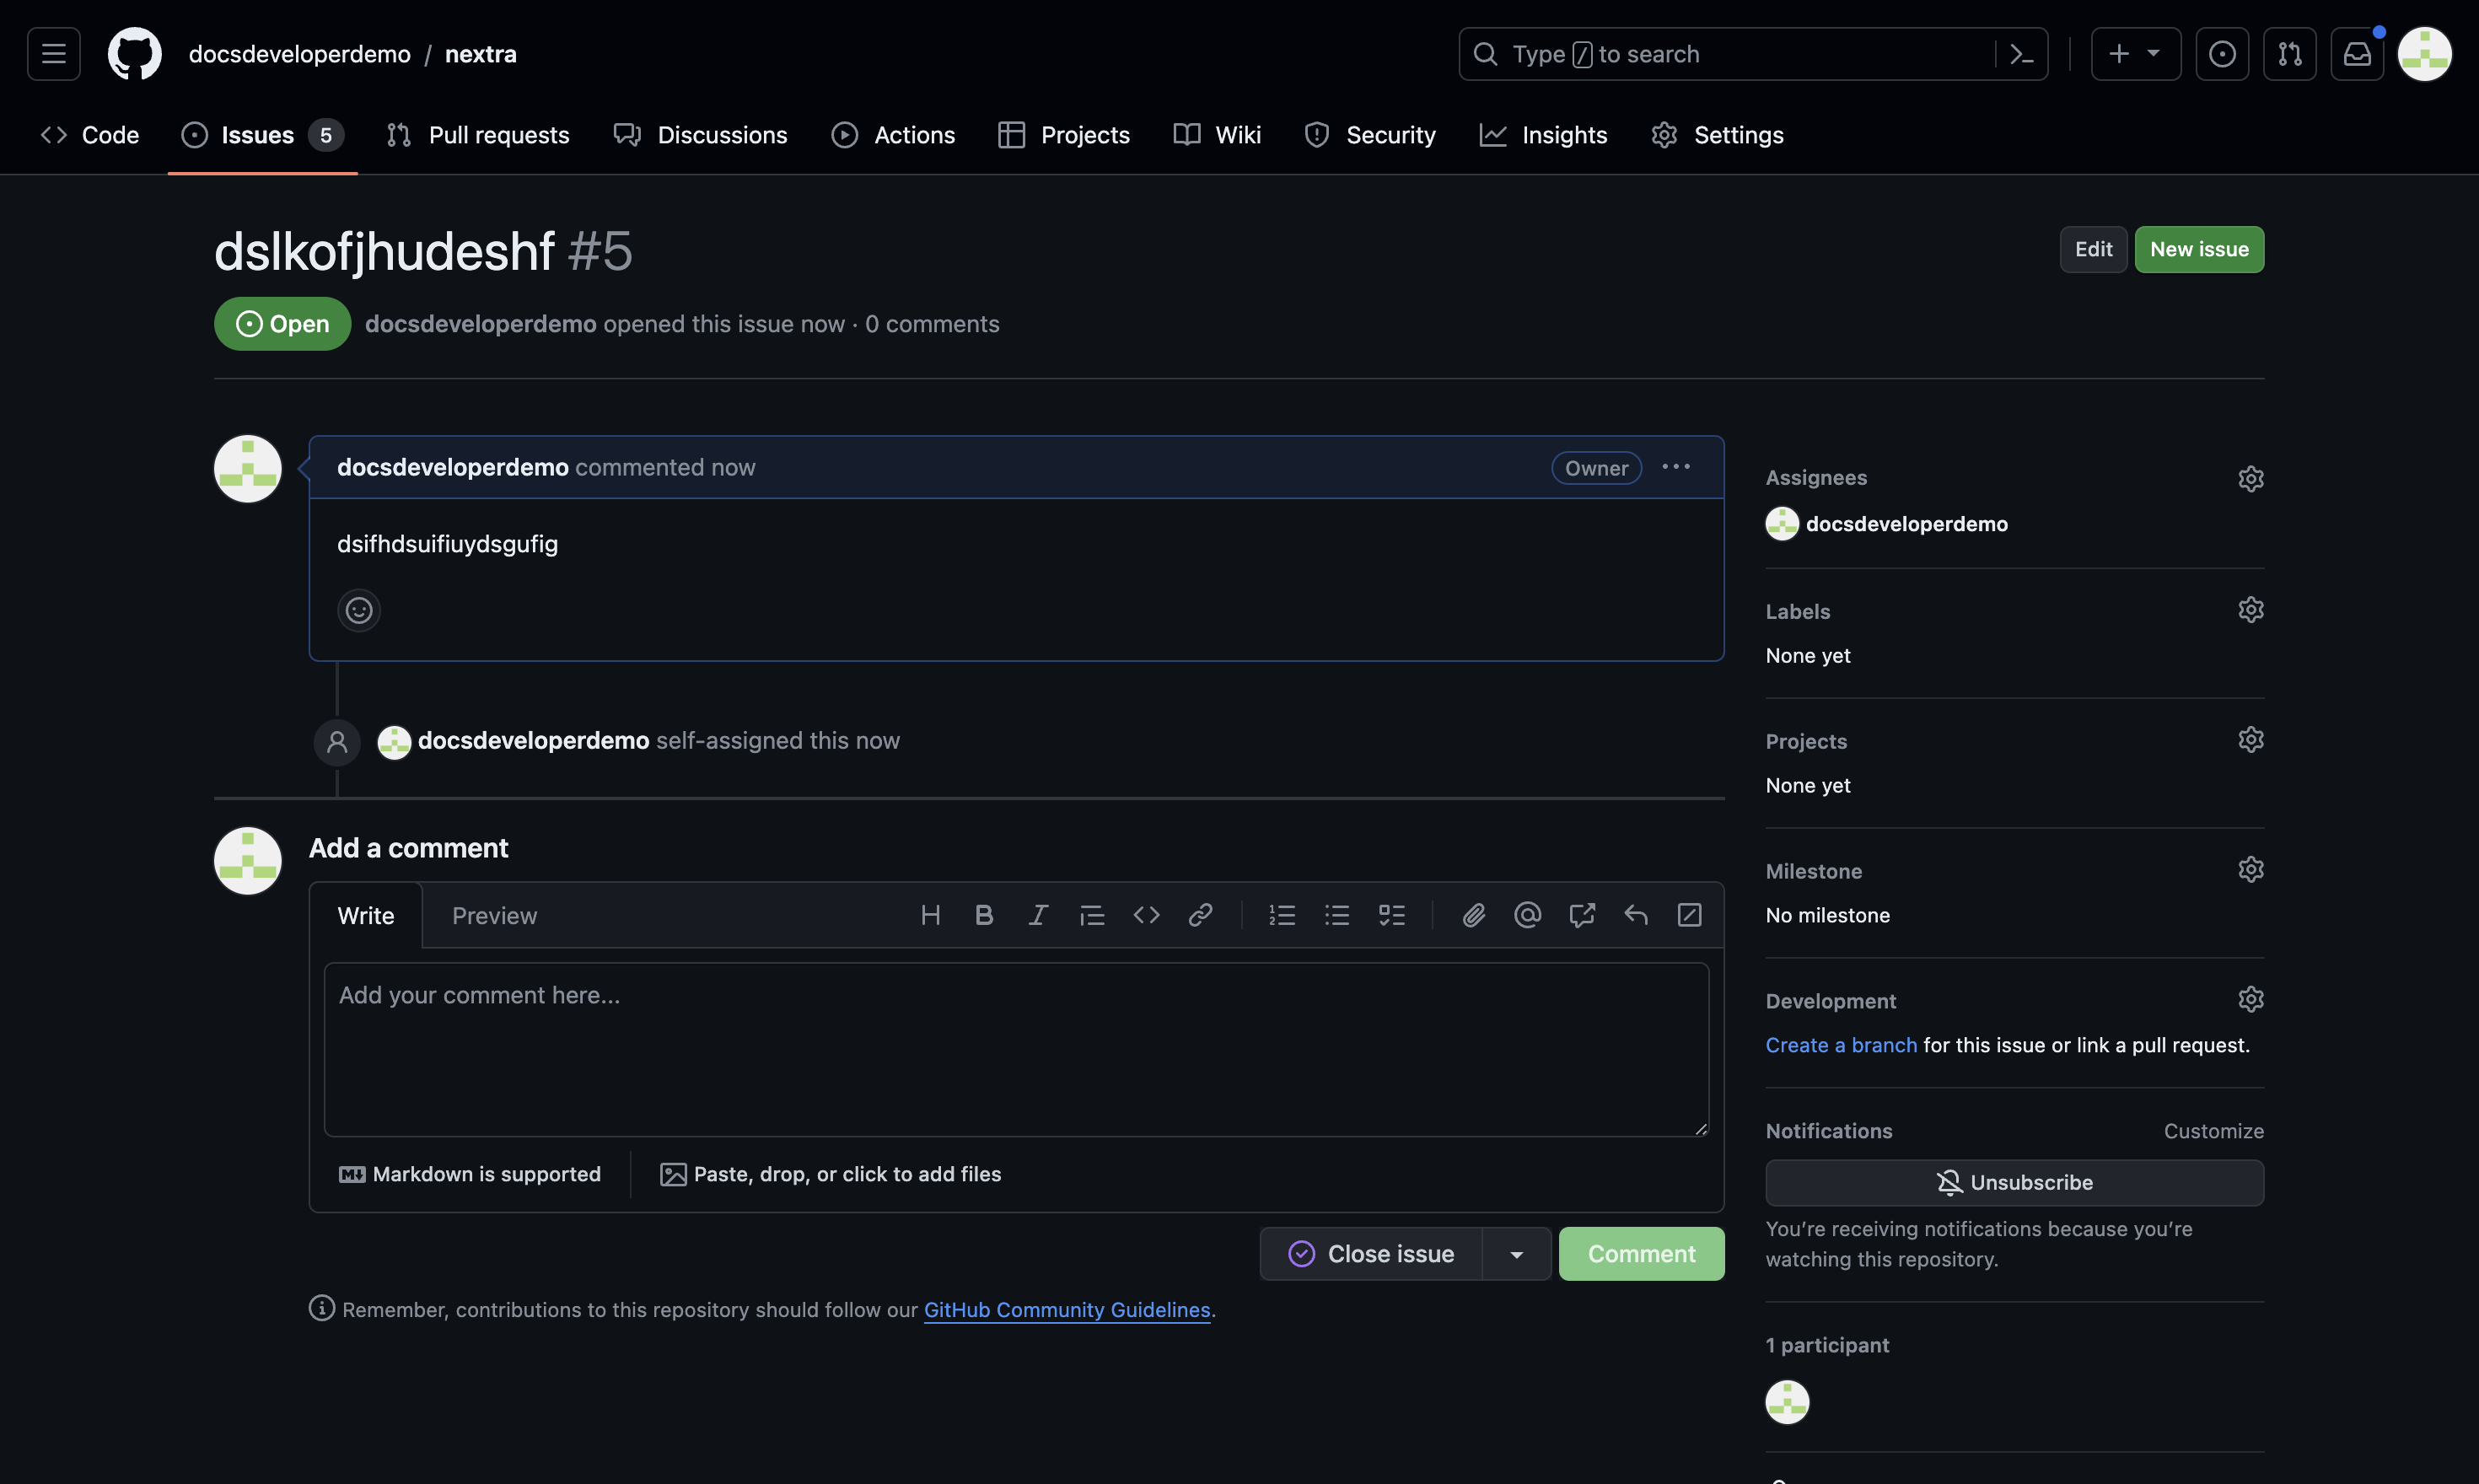 docsdeveloperdemo / nextra
Type / to search
Code
Issues 5
Pull requests
Discussions
Actions
Projects
Wiki
Security
Insights
Settings
dslkofjhudeshf #5
Edit
New issue
Open
docsdeveloperdemo opened this issue now · 0 comments
docsdeveloperdemo commented now
Owner
dsifhdsuifiuydsgufig
docsdeveloperdemo self-assigned this now
Add a comment
Write
Preview
Add your comment here...
Markdown is supported
Paste, drop, or click to add files
Close issue
Comment
Remember, contributions to this repository should follow our GitHub Community Guidelines.
Assignees
docsdeveloperdemo
Labels
None yet
Projects
None yet
Milestone
No milestone
Development
Create a branch for this issue or link a pull request.
Notifications
Customize
Unsubscribe
You’re receiving notifications because you’re
watching this repository.
1 participant